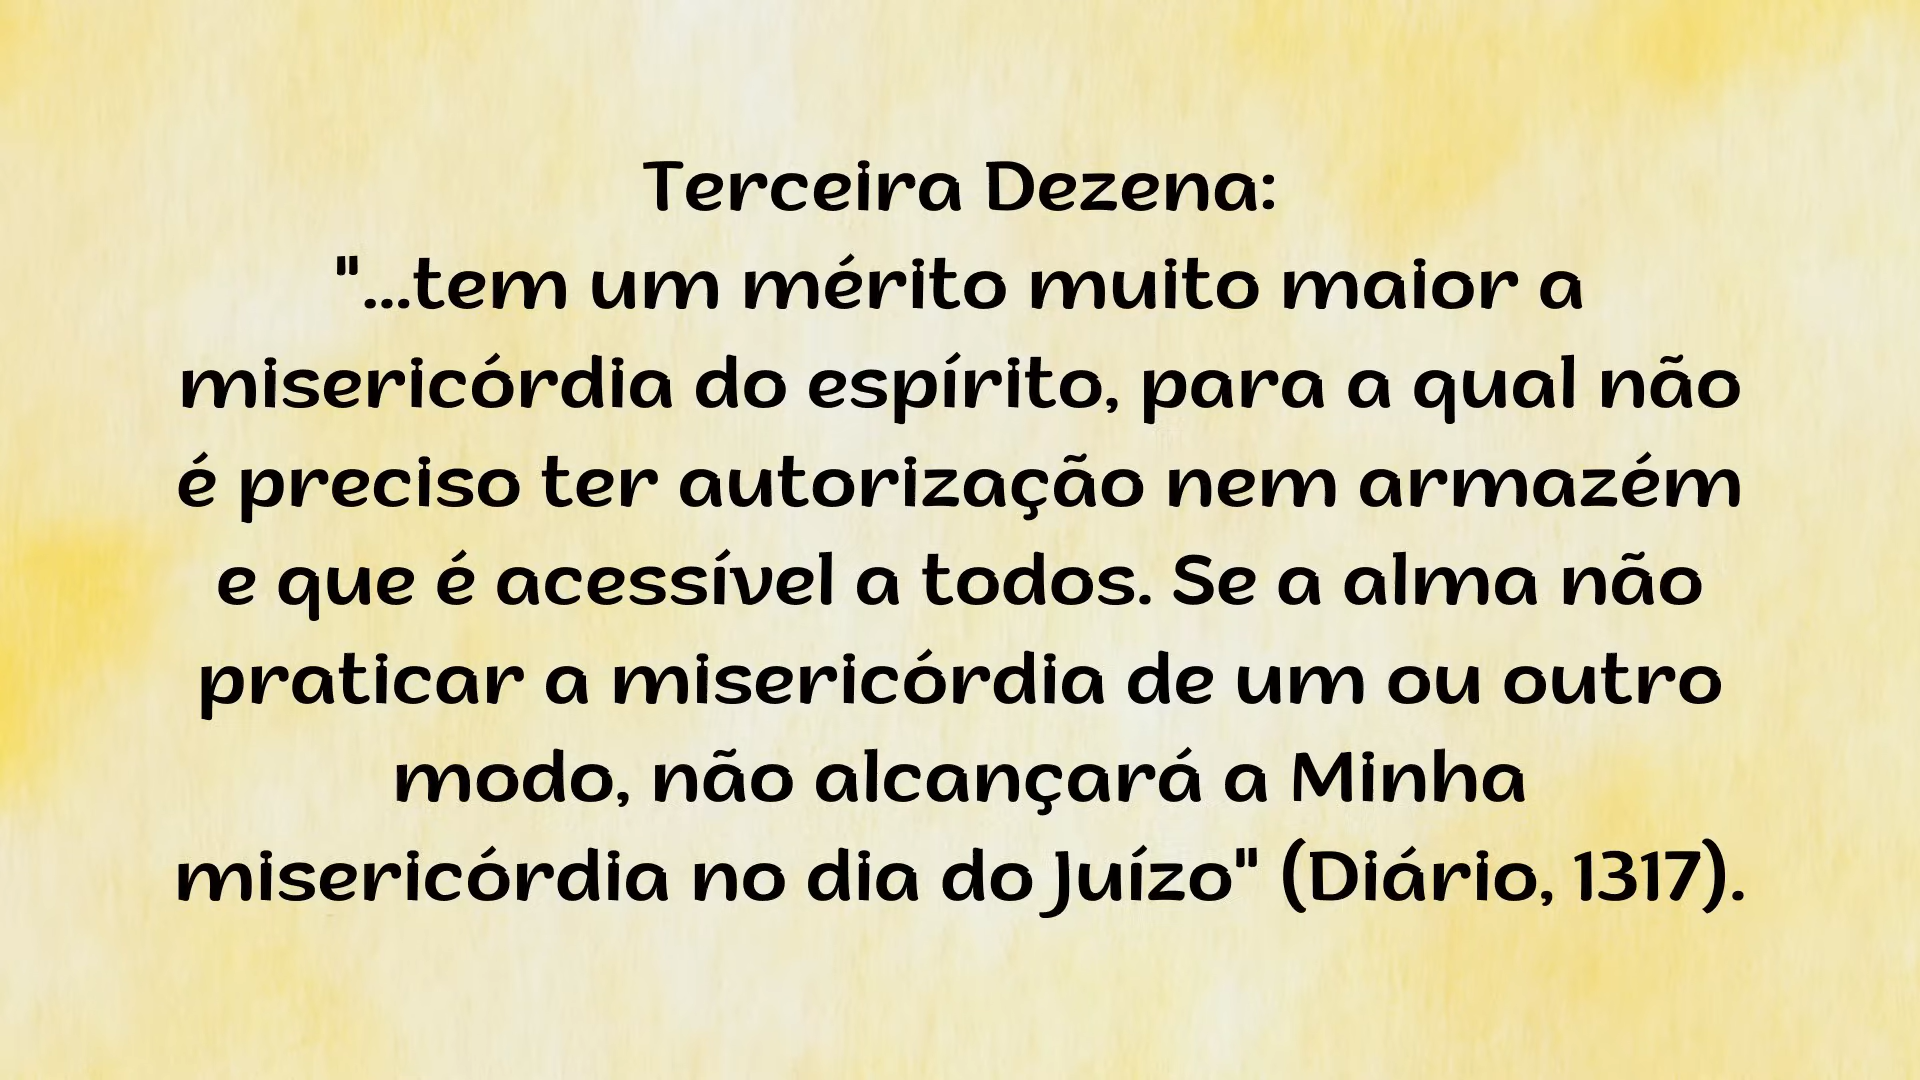 Terceira Dezena:
"...tem um mérito muito maior a
misericórdia do espírito, para a qual não
é preciso ter autorização nem armazém
e que é acessível a todos. Se a alma não
praticar a misericórdia de um ou outro
modo, não alcançará a Minha
misericórdia no dia do Juízo" (Diário, 1317).